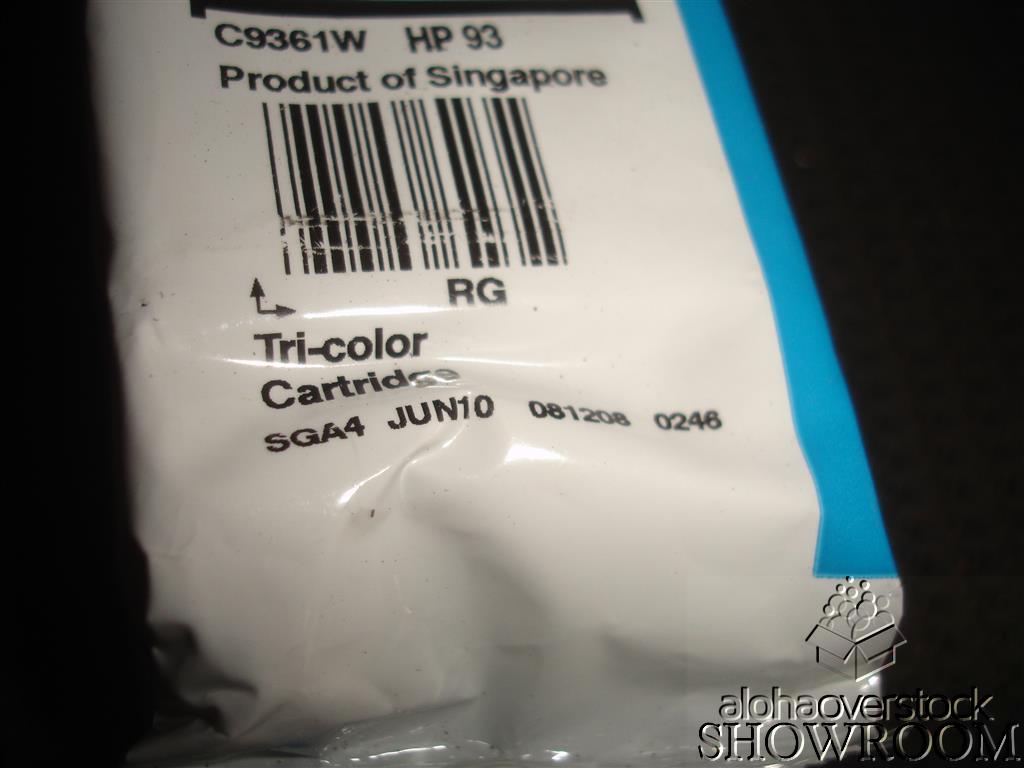 C9361W HP 93
Product of Singapore
RG
Tri-color
Cartridge
SGA4 JUN10 081208 0246
alohaoverstock
SHOWROOM